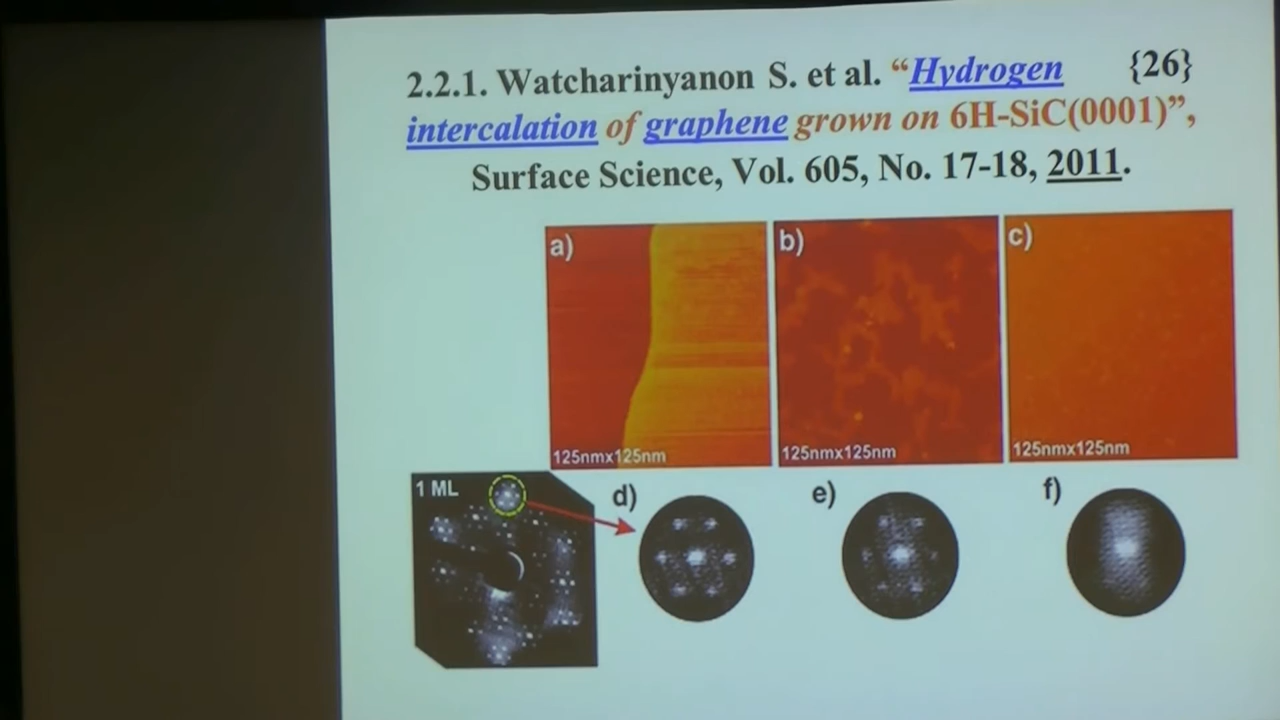 2.2.1. Watcharinyanon S. et al. “Hydrogen {26}
intercalation of graphene grown on 6H-SiC(0001)”,
Surface Science, Vol. 605, No. 17-18, 2011.
a) b) c)
125nmx125nm 125nmx125nm 125nmx125nm
1 ML d) e) f)